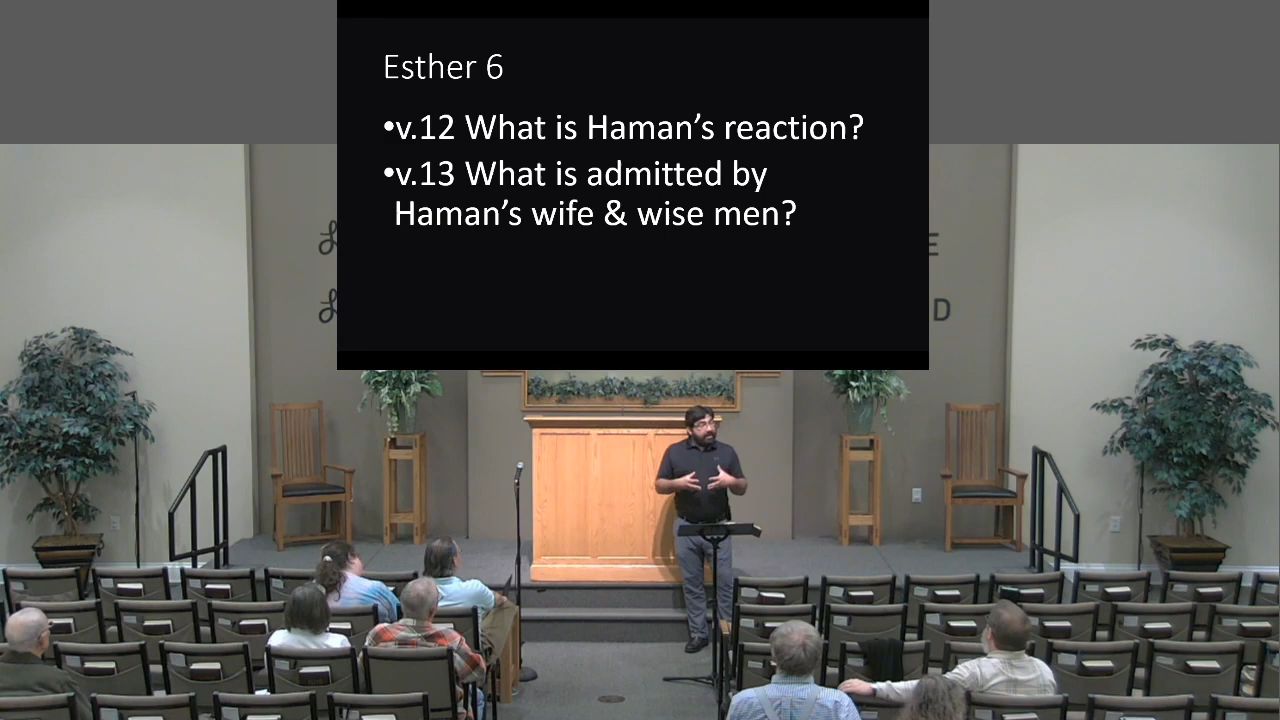 Esther 6
•v.12 What is Haman's reaction?
•v.13 What is admitted by
Haman's wife & wise men?